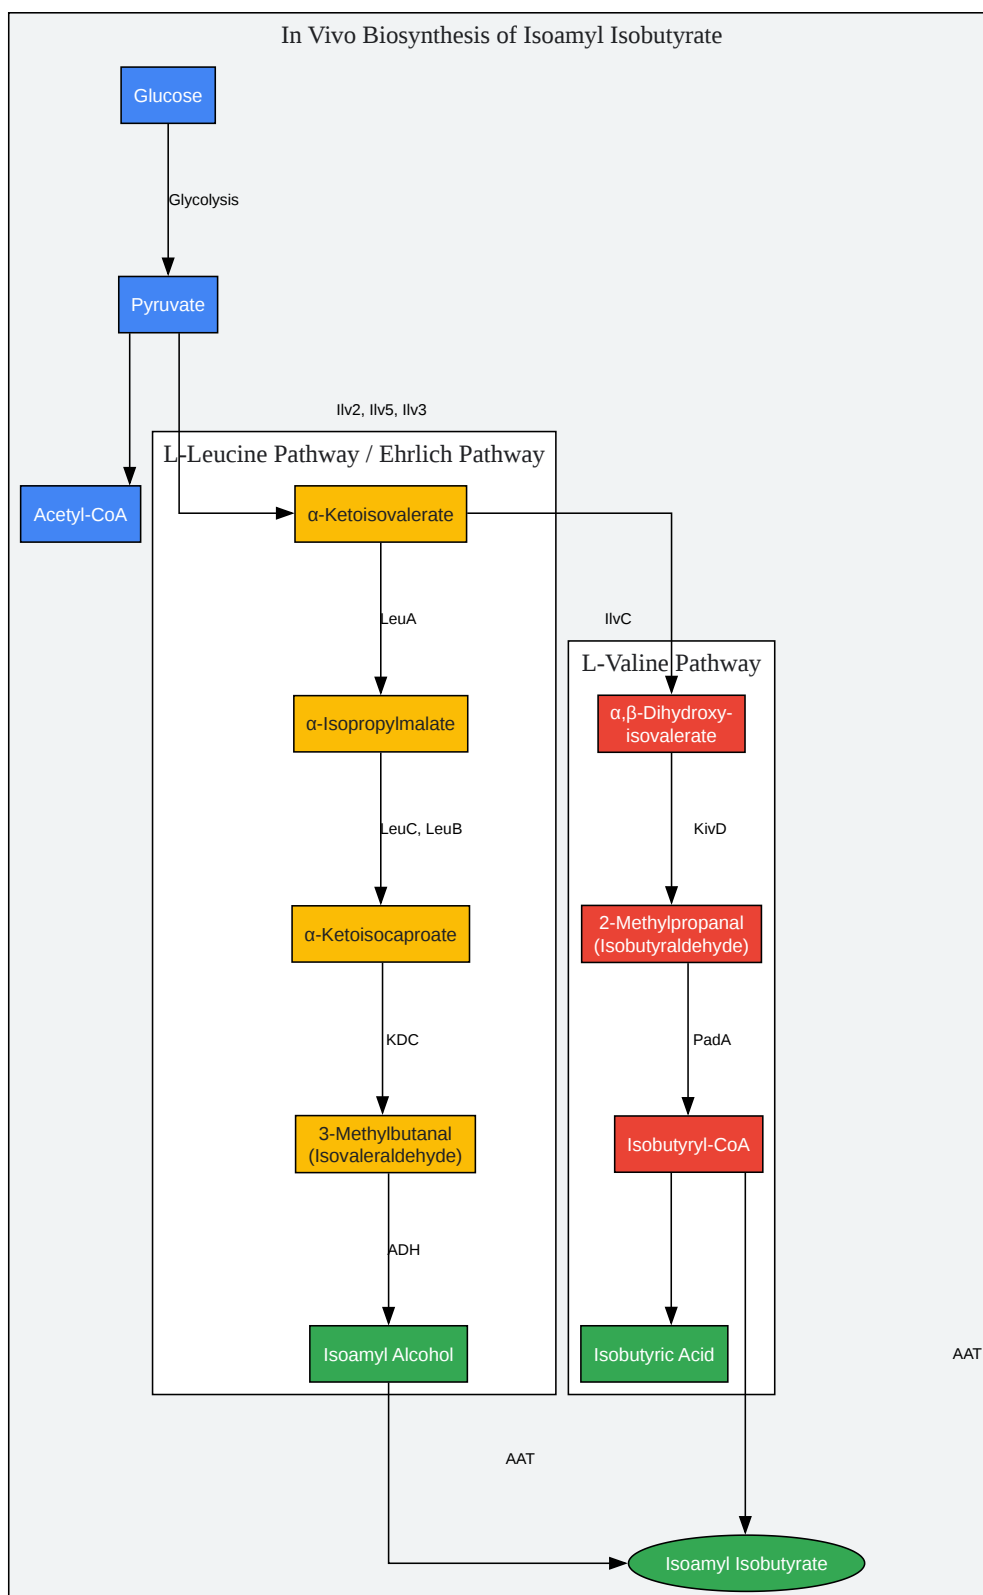 In Vivo Biosynthesis of Isoamyl Isobutyrate
Glucose
Glycolysis
Pyruvate
Ilv2, Ilv5, Ilv3
L-Leucine Pathway / Ehrlich Pathway
Acetyl-CoA
α-Ketoisovalerate
LeuA
IlvC
L-Valine Pathway
α-Isopropylmalate
α,β-Dihydroxy-
isovalerate
LeuC, LeuB
KivD
α-Ketoisocaproate
2-Methylpropanal
(Isobutyraldehyde)
KDC
PadA
3-Methylbutanal
(Isovaleraldehyde)
Isobutyryl-CoA
ADH
Isoamyl Alcohol
Isobutyric Acid
AAT
AAT
Isoamyl Isobutyrate